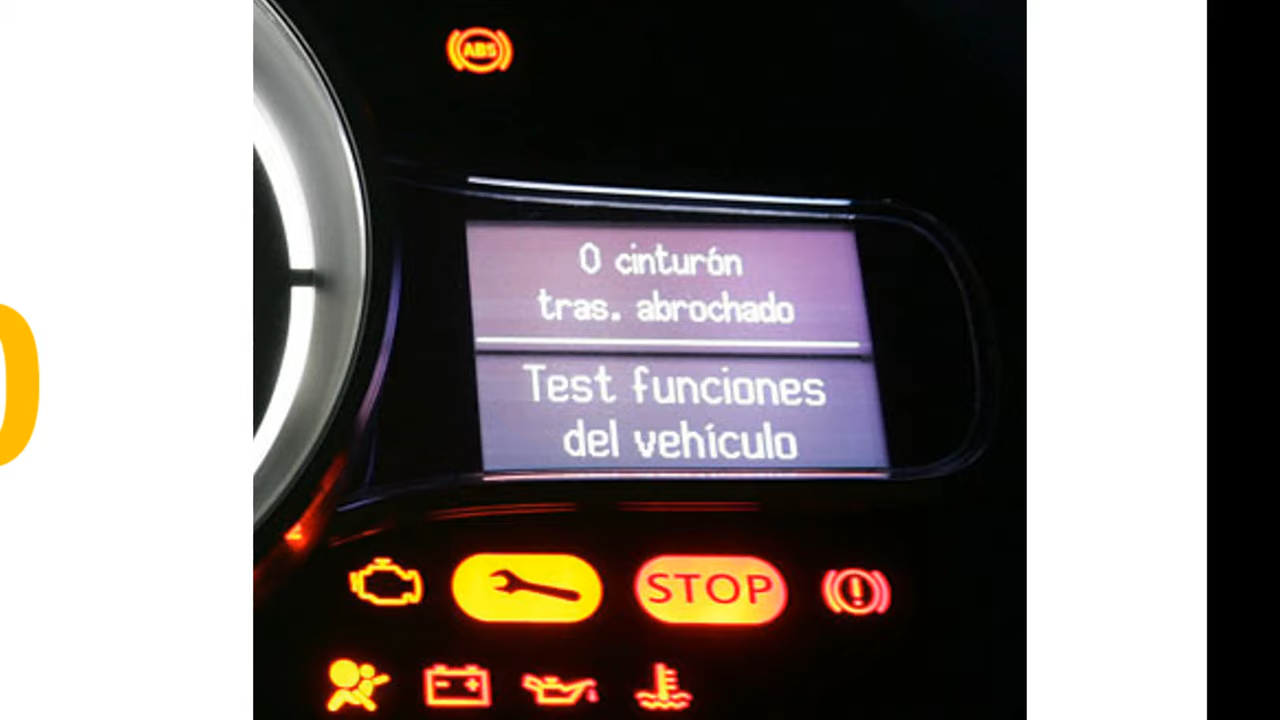 ABS
0 cinturón
tras. abrochado
Test funciones
del vehículo
STOP